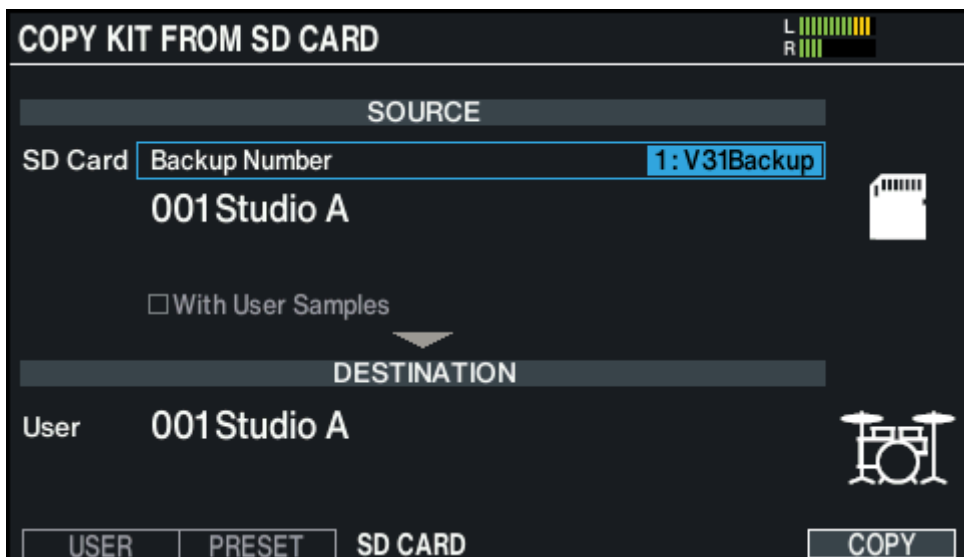 COPY KIT FROM SD CARD
L
R
SOURCE
SD Card Backup Number 1:V31Backup
001 Studio A
With User Samples
DESTINATION
User 001 Studio A
USER PRESET SD CARD COPY